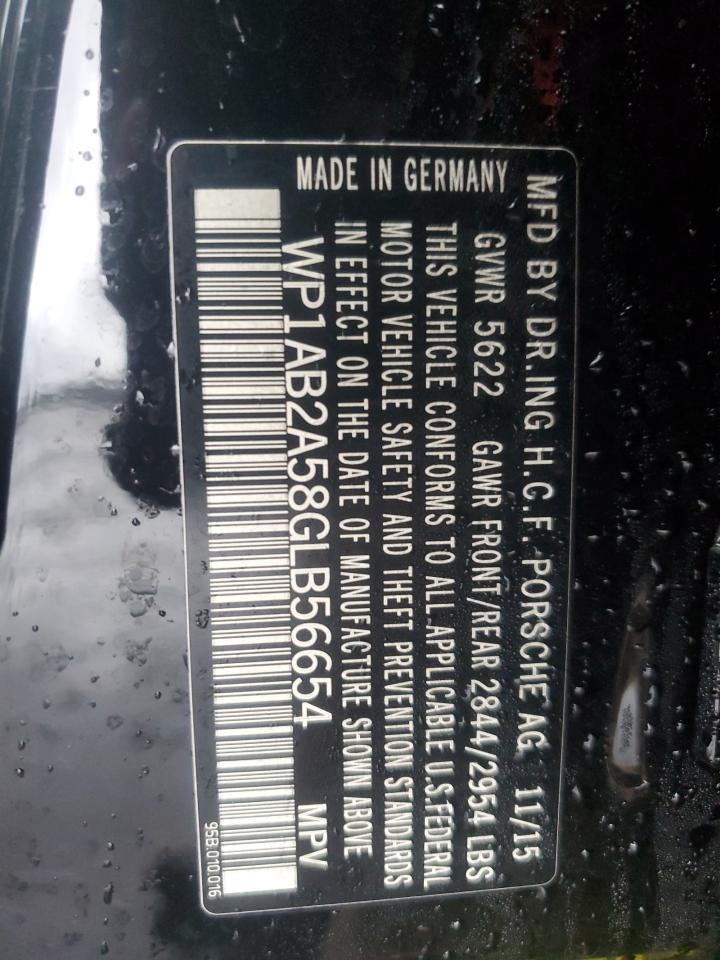 MFD BY DR.ING H.C.F. PORSCHE AG 11/15
GVWR 5622 GAWR FRONT/REAR 2844/2954 LBS
THIS VEHICLE CONFORMS TO ALL APPLICABLE U.S.FEDERAL
MOTOR VEHICLE SAFETY AND THEFT PREVENTION STANDARDS
IN EFFECT ON THE DATE OF MANUFACTURE SHOWN ABOVE
WP1AB2A58GLB56654 MPV
95B.010.016
MADE IN GERMANY